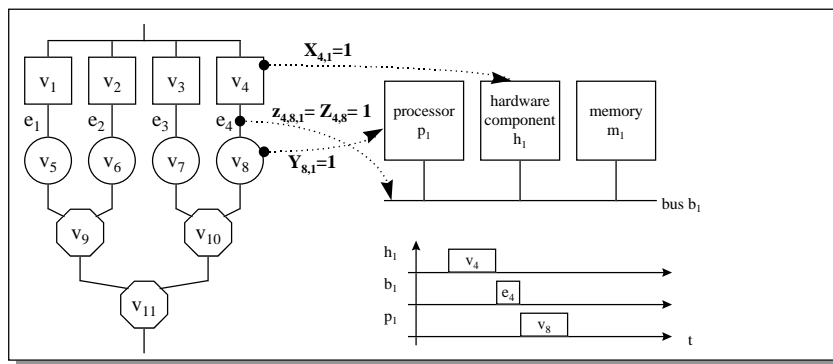 X4,1=1
v1 v2 v3 v4
processor p1
hardware component h1
memory m1
e1 e2 e3 e4
z4,8,1= Z4,8= 1
v5 v6 v7 v8
Y8,1=1
bus b1
v9 v10
v11
h1 v4
b1 e4
p1 v8
t